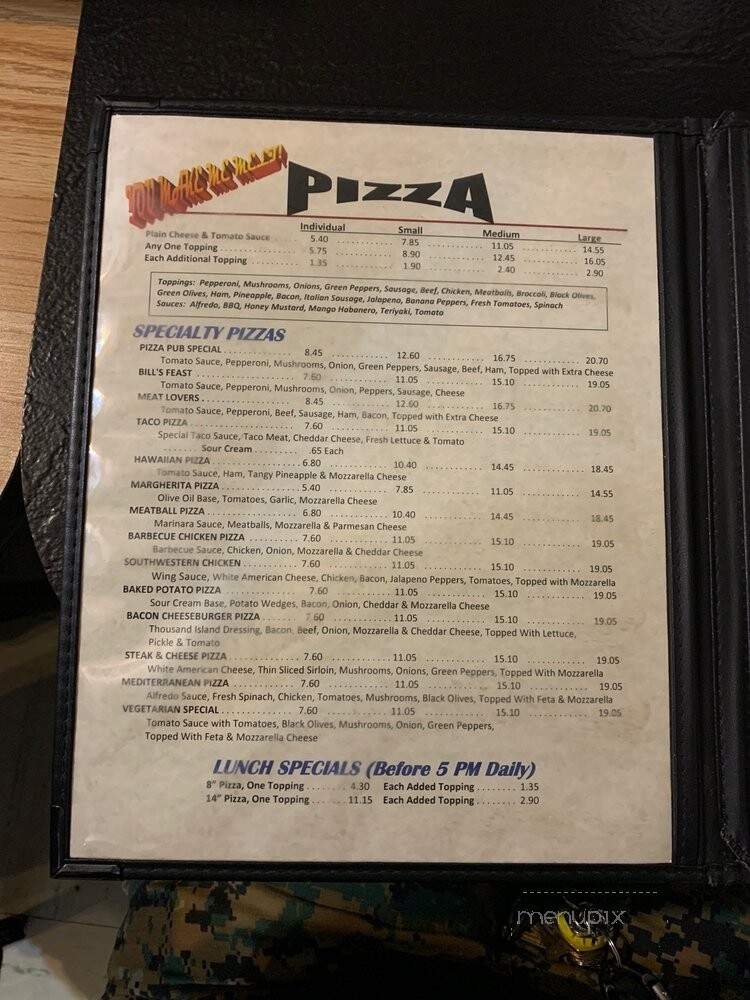 PIZZA
Individual Small Medium Large
Plain Cheese & Tomato Sauce 5.40 7.85 11.05 14.55
Any One Topping 5.75 8.90 12.45 16.05
Each Additional Topping 1.35 1.90 2.40 2.90
Toppings: Pepperoni, Mushrooms, Onions, Green Peppers, Sausage, Beef, Chicken, Meatballs, Broccoli, Black Olives,
Green Olives, Ham, Pineapple, Bacon, Italian Sausage, Jalapeno, Banana Peppers, Fresh Tomatoes, Spinach
Sauces: Alfredo, BBQ, Honey Mustard, Mango Habanero, Teriyaki, Tomato
SPECIALTY PIZZAS
PIZZA PUB SPECIAL 8.45 12.60 16.75 20.70
Tomato Sauce, Pepperoni, Mushrooms, Onion, Green Peppers, Sausage, Beef, Ham, Topped with Extra Cheese
BILL'S FEAST 7.60 11.05 15.10 19.05
Tomato Sauce, Pepperoni, Mushrooms, Onion, Peppers, Sausage, Cheese
MEAT LOVERS 8.45 12.60 16.75 20.70
Tomato Sauce, Pepperoni, Beef, Sausage, Ham, Bacon, Topped with Extra Cheese
TACO PIZZA 7.60 11.05 15.10 19.05
Special Taco Sauce, Taco Meat, Cheddar Cheese, Fresh Lettuce & Tomato
Sour Cream .65 Each
HAWAIIAN PIZZA 6.80 10.40 14.45 18.45
Tomato Sauce, Ham, Tangy Pineapple & Mozzarella Cheese
MARGHERITA PIZZA 5.40 7.85 11.05 14.55
Olive Oil Base, Tomatoes, Garlic, Mozzarella Cheese
MEATBALL PIZZA 6.80 10.40 14.45 18.45
Marinara Sauce, Meatballs, Mozzarella & Parmesan Cheese
BARBECUE CHICKEN PIZZA 7.60 11.05 15.10 19.05
Barbecue Sauce, Chicken, Onion, Mozzarella & Cheddar Cheese
SOUTHWESTERN CHICKEN 7.60 11.05 15.10 19.05
Wing Sauce, White American Cheese, Chicken, Bacon, Jalapeno Peppers, Tomatoes, Topped with Mozzarella
BAKED POTATO PIZZA 7.60 11.05 15.10 19.05
Sour Cream Base, Potato Wedges, Bacon, Onion, Cheddar & Mozzarella Cheese
BACON CHEESEBURGER PIZZA 7.60 11.05 15.10 19.05
Thousand Island Dressing, Bacon, Beef, Onion, Mozzarella & Cheddar Cheese, Topped With Lettuce,
Pickle & Tomato
STEAK & CHEESE PIZZA 7.60 11.05 15.10 19.05
White American Cheese, Thin Sliced Sirloin, Mushrooms, Onions, Green Peppers, Topped With Mozzarella
MEDITERRANEAN PIZZA 7.60 11.05 15.10 19.05
Alfredo Sauce, Fresh Spinach, Chicken, Tomatoes, Mushrooms, Black Olives, Topped With Feta & Mozzarella
VEGETARIAN SPECIAL 7.60 11.05 15.10 19.05
Tomato Sauce with Tomatoes, Black Olives, Mushrooms, Onion, Green Peppers,
Topped With Feta & Mozzarella Cheese
LUNCH SPECIALS (Before 5 PM Daily)
8" Pizza, One Topping 4.30 Each Added Topping 1.35
14" Pizza, One Topping 11.15 Each Added Topping 2.90
menupix